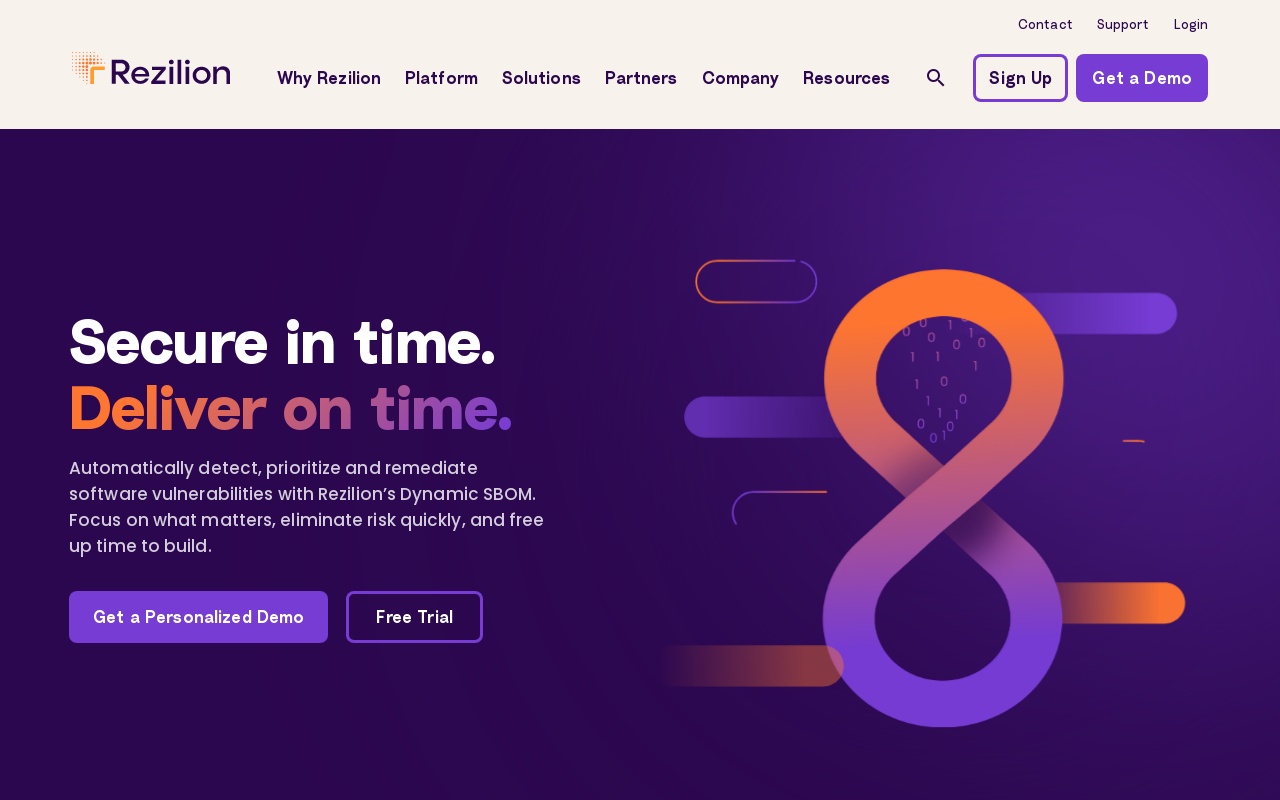 Contact Support Login
Rezilion Why Rezilion Platform Solutions Partners Company Resources Sign Up Get a Demo
Secure in time.
Deliver on time.
Automatically detect, prioritize and remediate
software vulnerabilities with Rezilion’s Dynamic SBOM.
Focus on what matters, eliminate risk quickly, and free
up time to build.
Get a Personalized Demo Free Trial